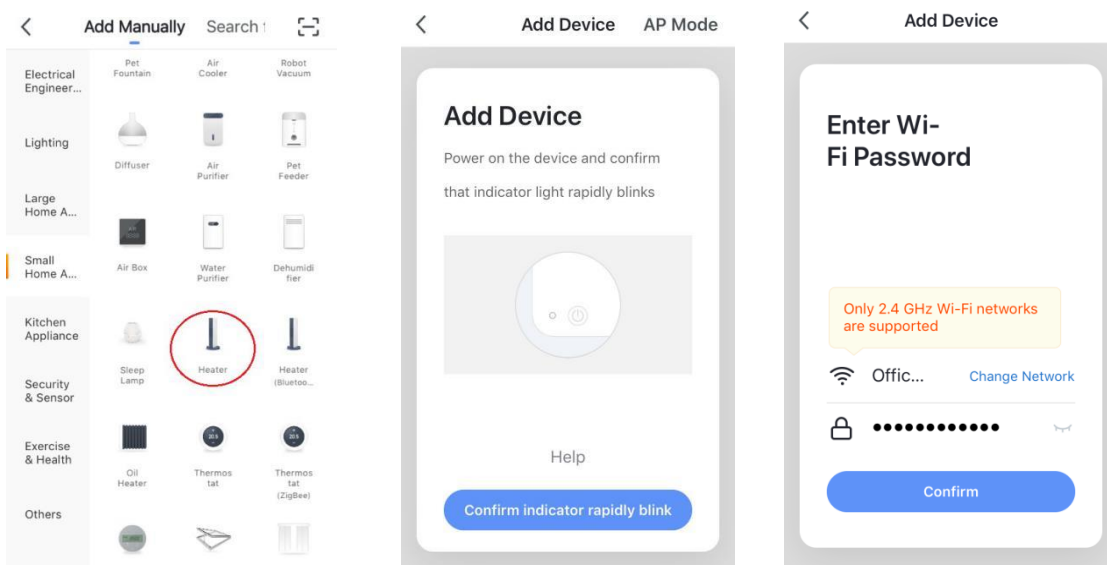 Add Manually
Search
Electrical
Engineer...
Lighting
Large
Home A...
Small
Home A...
Kitchen
Appliance
Security
& Sensor
Exercise
& Health
Others
Pet
Fountain
Air
Cooler
Robot
Vacuum
Diffuser
Air
Purifier
Pet
Feeder
Air Box
Water
Purifier
Dehumidi
fier
Sleep
Lamp
Heater
Heater
(Bluetoo...
Oil
Heater
Thermos
tat
Thermos
tat
(ZigBee)
Add Device
AP Mode
Add Device
Power on the device and confirm
that indicator light rapidly blinks
Help
Confirm indicator rapidly blink
Add Device
Enter Wi-
Fi Password
Only 2.4 GHz Wi-Fi networks
are supported
Offic...
Change Network
Confirm